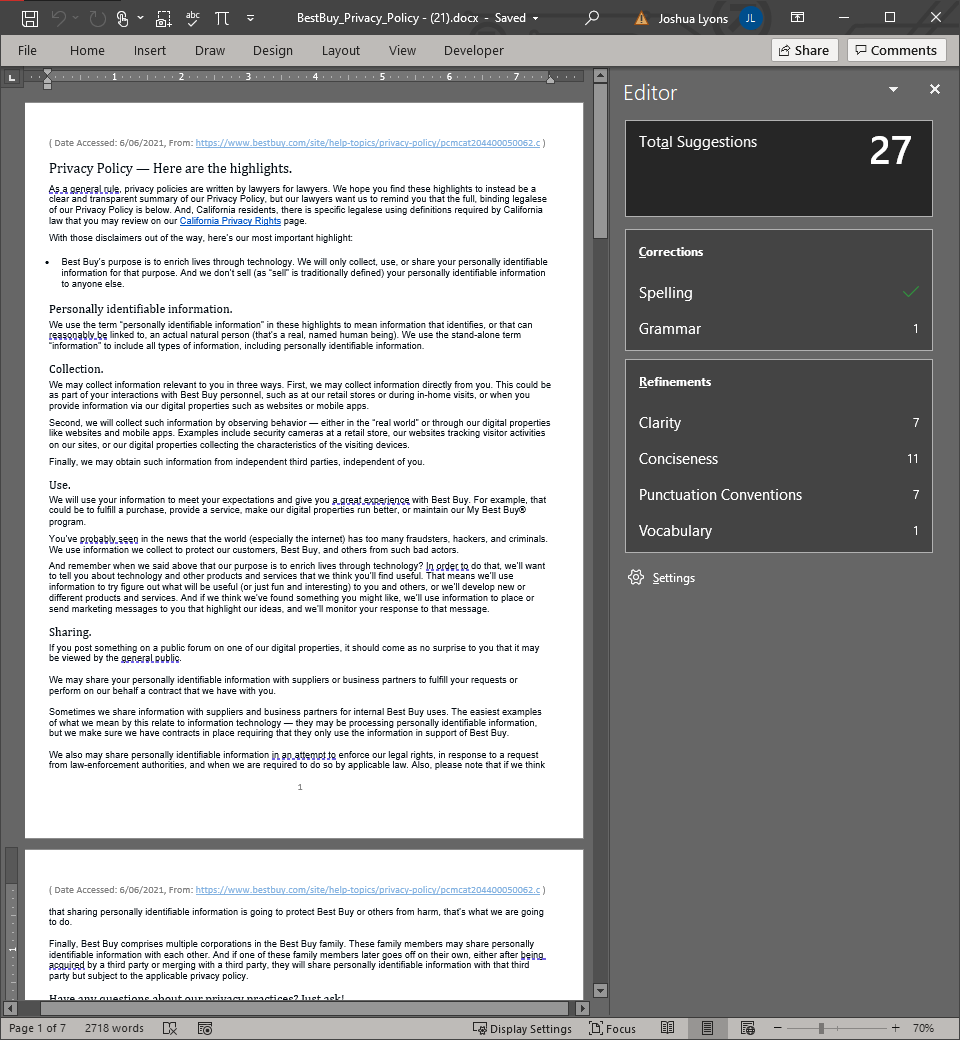 abc
BestBuy_Privacy_Policy - (21).docx - Saved
Joshua Lyons
JL
File Home Insert Draw Design Layout View Developer
Share
Comments
L
1 2 3 4 5 6 7
( Date Accessed: 6/06/2021, From: https://www.bestbuy.com/site/help-topics/privacy-policy/pcmcat204400050062.c )
Privacy Policy — Here are the highlights.
As a general rule, privacy policies are written by lawyers for lawyers. We hope you find these highlights to instead be a
clear and transparent summary of our Privacy Policy, but our lawyers want us to remind you that the full, binding legalese
of our Privacy Policy is below. And, California residents, there is specific legalese using definitions required by California
law that you may review on our California Privacy Rights page.
With those disclaimers out of the way, here's our most important highlight:
• Best Buy's purpose is to enrich lives through technology. We will only collect, use, or share your personally identifiable
information for that purpose. And we don't sell (as “sell” is traditionally defined) your personally identifiable information
to anyone else.
Personally identifiable information.
We use the term “personally identifiable information” in these highlights to mean information that identifies, or that can
reasonably be linked to, an actual natural person (that's a real, named human being). We use the stand-alone term
“information” to include all types of information, including personally identifiable information.
Collection.
We may collect information relevant to you in three ways. First, we may collect information directly from you. This could be
as part of your interactions with Best Buy personnel, such as at our retail stores or during in-home visits, or when you
provide information via our digital properties such as websites or mobile apps.
Second, we will collect such information by observing behavior — either in the “real world” or through our digital properties
like websites and mobile apps. Examples include security cameras at a retail store, our websites tracking visitor activities
on our sites, or our digital properties collecting the characteristics of the visiting devices.
Finally, we may obtain such information from independent third parties, independent of you.
Use.
We will use your information to meet your expectations and give you a great experience with Best Buy. For example, that
could be to fulfill a purchase, provide a service, make our digital properties run better, or maintain our My Best Buy®
program.
You've probably seen in the news that the world (especially the internet) has too many fraudsters, hackers, and criminals.
We use information we collect to protect our customers, Best Buy, and others from such bad actors.
And remember when we said above that our purpose is to enrich lives through technology? In order to do that, we'll want
to tell you about technology and other products and services that we think you'll find useful. That means we'll use
information to try figure out what will be useful (or just fun and interesting) to you and others, or we'll develop new or
different products and services. And if we think we've found something you might like, we'll use information to place or
send marketing messages to you that highlight our ideas, and we'll monitor your response to that message.
Sharing.
If you post something on a public forum on one of our digital properties, it should come as no surprise to you that it may
be viewed by the general public.
We may share your personally identifiable information with suppliers or business partners to fulfill your requests or
perform on our behalf a contract that we have with you.
Sometimes we share information with suppliers and business partners for internal Best Buy uses. The easiest examples
of what we mean by this relate to information technology — they may be processing personally identifiable information,
but we make sure we have contracts in place requiring that they only use the information in support of Best Buy.
We also may share personally identifiable information in an attempt to enforce our legal rights, in response to a request
from law-enforcement authorities, and when we are required to do so by applicable law. Also, please note that if we think
1
( Date Accessed: 6/06/2021, From: https://www.bestbuy.com/site/help-topics/privacy-policy/pcmcat204400050062.c )
that sharing personally identifiable information is going to protect Best Buy or others from harm, that's what we are going
to do.
Finally, Best Buy comprises multiple corporations in the Best Buy family. These family members may share personally
identifiable information with each other. And if one of these family members later goes off on their own, either after being
acquired by a third party or merging with a third party, they will share personally identifiable information with that third
party but subject to the applicable privacy policy.
Have any questions about our privacy practices? Just ask!
1
Editor
Total Suggestions 27
Corrections
Spelling
Grammar 1
Refinements
Clarity 7
Conciseness 11
Punctuation Conventions 7
Vocabulary 1
Settings
Page 1 of 7 2718 words
Display Settings
Focus
70%